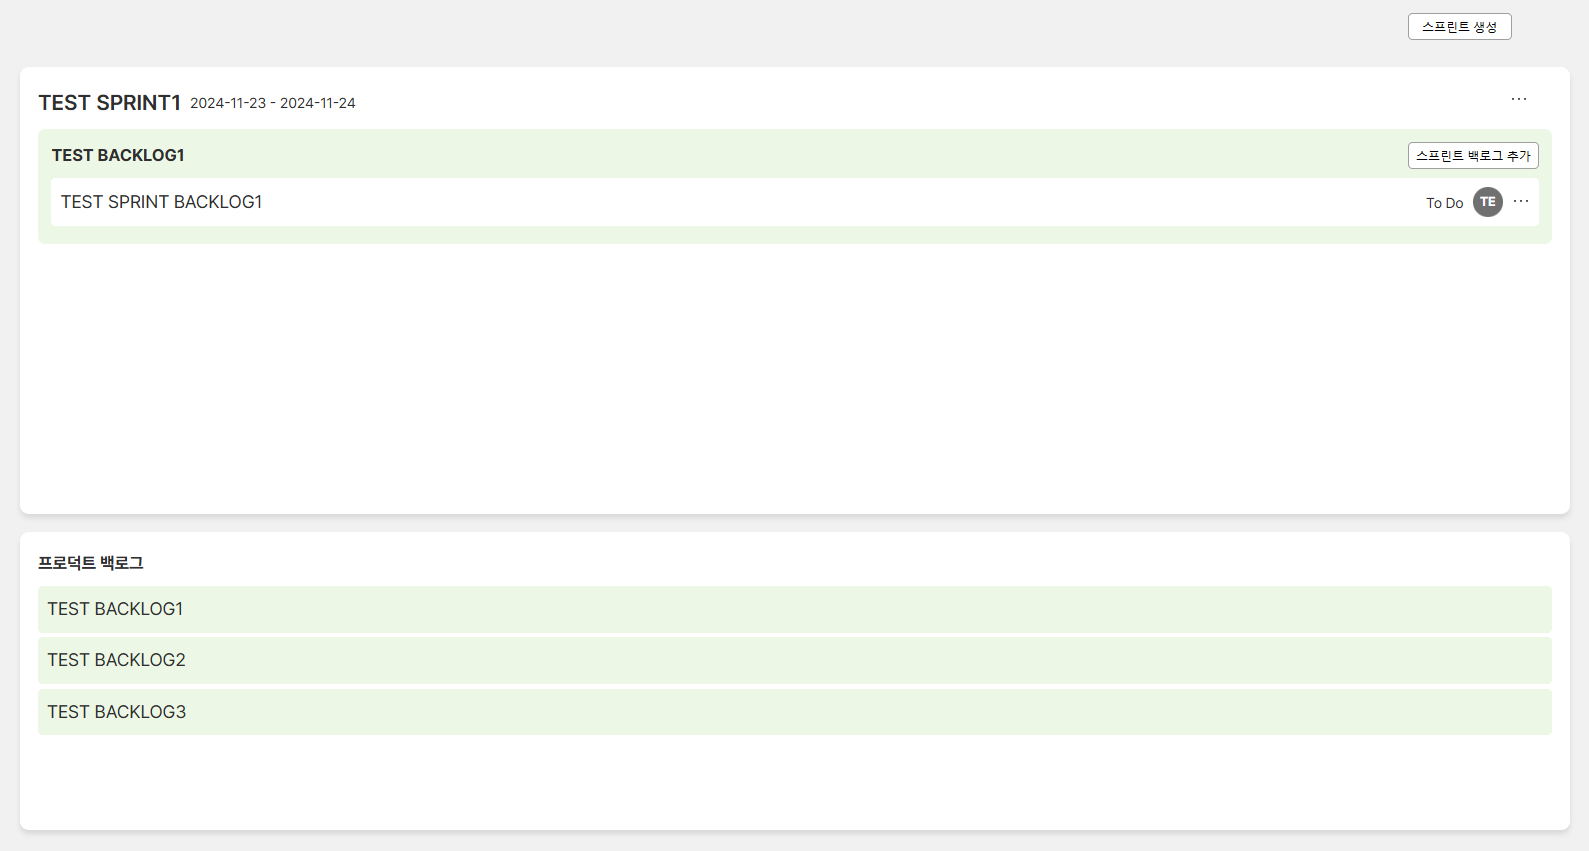 스프린트 생성
TEST SPRINT1 2024-11-23 - 2024-11-24 ...
TEST BACKLOG1 스프린트 백로그 추가
TEST SPRINT BACKLOG1 To Do TE ...
프로덕트 백로그
TEST BACKLOG1
TEST BACKLOG2
TEST BACKLOG3